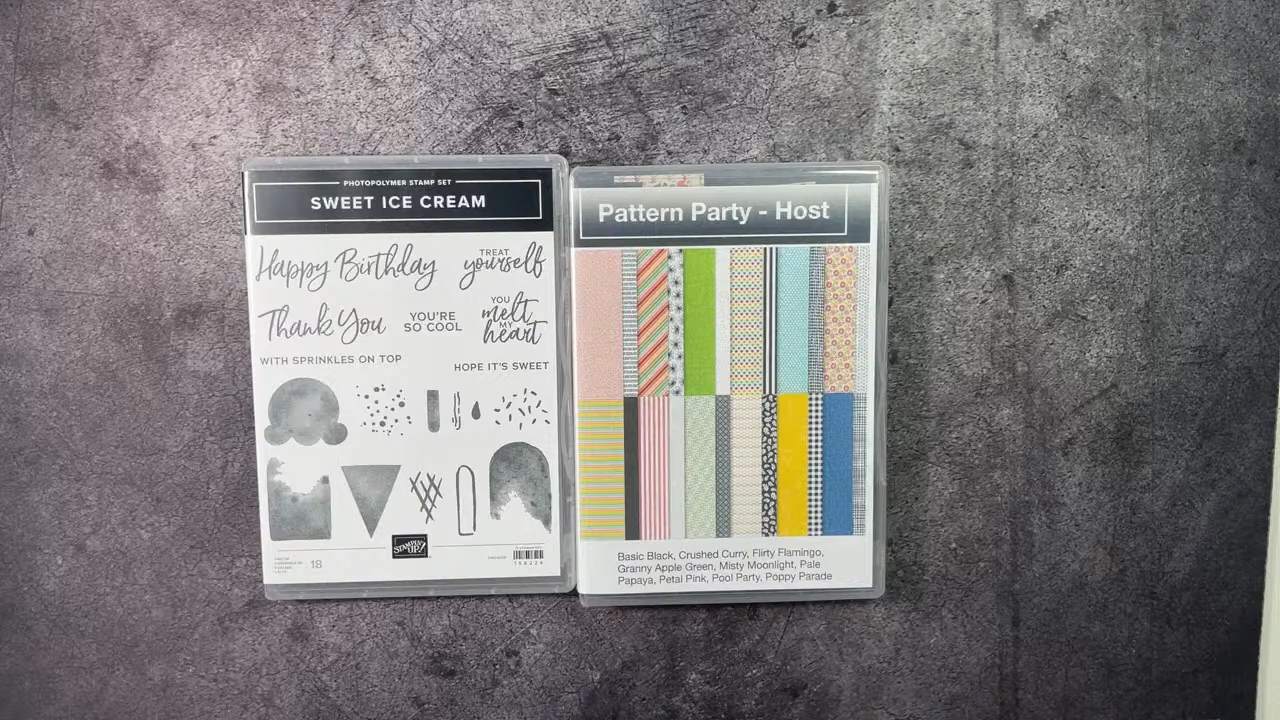 PHOTOPOLYMER STAMP SET
SWEET ICE CREAM
Happy Birthday
TREAT
yourself
Thank You
YOU'RE
SO COOL
YOU
melt
MY
heart
WITH SPRINKLES ON TOP
HOPE IT'S SWEET
STAMPIN' UP!
18
158224
Pattern Party - Host
Basic Black, Crushed Curry, Flirty Flamingo,
Granny Apple Green, Misty Moonlight, Pale
Papaya, Petal Pink, Pool Party, Poppy Parade